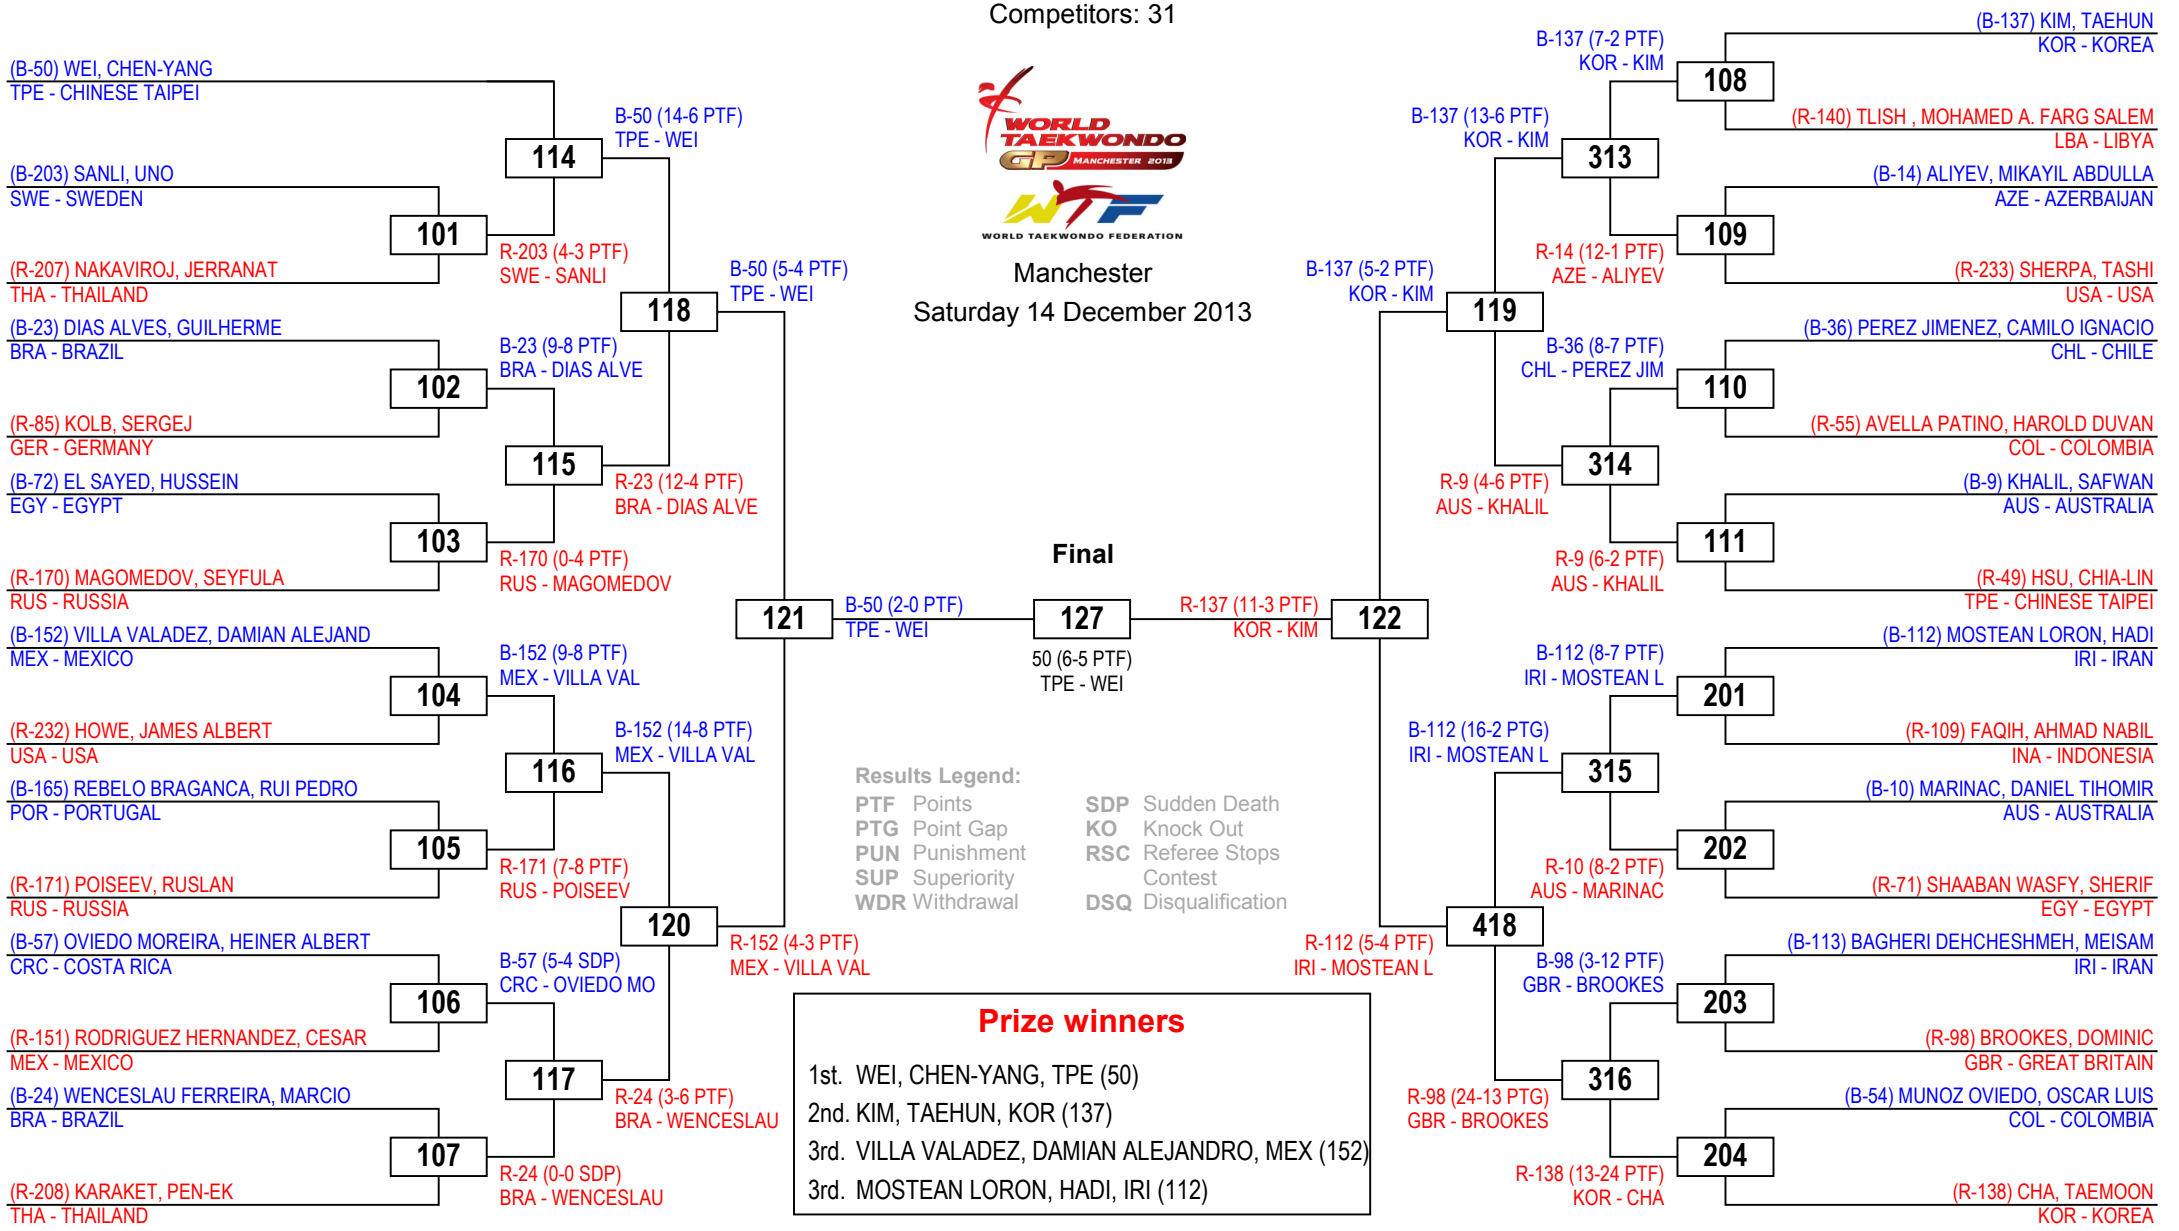 Competitors: 31
WORLD
TAEKWONDO
GP MANCHESTER 2013
WTF
WORLD TAEKWONDO FEDERATION
Manchester
Saturday 14 December 2013
(B-50) WEI, CHEN-YANG
TPE - CHINESE TAIPEI
(B-203) SANLI, UNO
SWE - SWEDEN
(R-207) NAKAVIROJ, JERRANAT
THA - THAILAND
(B-23) DIAS ALVES, GUILHERME
BRA - BRAZIL
(R-85) KOLB, SERGEJ
GER - GERMANY
(B-72) EL SAYED, HUSSEIN
EGY - EGYPT
(R-170) MAGOMEDOV, SEYFULA
RUS - RUSSIA
(B-152) VILLA VALADEZ, DAMIAN ALEJAND
MEX - MEXICO
(R-232) HOWE, JAMES ALBERT
USA - USA
(B-165) REBELO BRAGANCA, RUI PEDRO
POR - PORTUGAL
(R-171) POISEEV, RUSLAN
RUS - RUSSIA
(B-57) OVIEDO MOREIRA, HEINER ALBERT
CRC - COSTA RICA
(R-151) RODRIGUEZ HERNANDEZ, CESAR
MEX - MEXICO
(B-24) WENCESLAU FERREIRA, MARCIO
BRA - BRAZIL
(R-208) KARAKET, PEN-EK
THA - THAILAND
101
R-203 (4-3 PTF)
SWE - SANLI
102
B-23 (9-8 PTF)
BRA - DIAS ALVE
103
R-170 (0-4 PTF)
RUS - MAGOMEDOV
104
B-152 (9-8 PTF)
MEX - VILLA VAL
105
R-171 (7-8 PTF)
RUS - POISEEV
106
B-57 (5-4 SDP)
CRC - OVIEDO MO
107
R-24 (0-0 SDP)
BRA - WENCESLAU
114
B-50 (14-6 PTF)
TPE - WEI
115
R-23 (12-4 PTF)
BRA - DIAS ALVE
116
B-152 (14-8 PTF)
MEX - VILLA VAL
117
R-24 (3-6 PTF)
BRA - WENCESLAU
118
B-50 (5-4 PTF)
TPE - WEI
120
R-152 (4-3 PTF)
MEX - VILLA VAL
121
B-50 (2-0 PTF)
TPE - WEI
Final
127
50 (6-5 PTF)
TPE - WEI
R-137 (11-3 PTF)
KOR - KIM
122
B-137 (5-2 PTF)
KOR - KIM
119
R-112 (5-4 PTF)
IRI - MOSTEAN L
418
B-137 (13-6 PTF)
KOR - KIM
313
R-9 (4-6 PTF)
AUS - KHALIL
314
B-112 (16-2 PTG)
IRI - MOSTEAN L
315
R-98 (24-13 PTG)
GBR - BROOKES
316
B-137 (7-2 PTF)
KOR - KIM
108
R-14 (12-1 PTF)
AZE - ALIYEV
109
B-36 (8-7 PTF)
CHL - PEREZ JIM
110
R-9 (6-2 PTF)
AUS - KHALIL
111
B-112 (8-7 PTF)
IRI - MOSTEAN L
201
R-10 (8-2 PTF)
AUS - MARINAC
202
B-98 (3-12 PTF)
GBR - BROOKES
203
R-138 (13-24 PTF)
KOR - CHA
204
(B-137) KIM, TAEHUN
KOR - KOREA
(R-140) TLISH , MOHAMED A. FARG SALEM
LBA - LIBYA
(B-14) ALIYEV, MIKAYIL ABDULLA
AZE - AZERBAIJAN
(R-233) SHERPA, TASHI
USA - USA
(B-36) PEREZ JIMENEZ, CAMILO IGNACIO
CHL - CHILE
(R-55) AVELLA PATINO, HAROLD DUVAN
COL - COLOMBIA
(B-9) KHALIL, SAFWAN
AUS - AUSTRALIA
(R-49) HSU, CHIA-LIN
TPE - CHINESE TAIPEI
(B-112) MOSTEAN LORON, HADI
IRI - IRAN
(R-109) FAQIH, AHMAD NABIL
INA - INDONESIA
(B-10) MARINAC, DANIEL TIHOMIR
AUS - AUSTRALIA
(R-71) SHAABAN WASFY, SHERIF
EGY - EGYPT
(B-113) BAGHERI DEHCHESHMEH, MEISAM
IRI - IRAN
(R-98) BROOKES, DOMINIC
GBR - GREAT BRITAIN
(B-54) MUNOZ OVIEDO, OSCAR LUIS
COL - COLOMBIA
(R-138) CHA, TAEMOON
KOR - KOREA
Results Legend:
PTF Points SDP Sudden Death
PTG Point Gap KO Knock Out
PUN Punishment RSC Referee Stops
SUP Superiority Contest
WDR Withdrawal DSQ Disqualification
Prize winners
1st. WEI, CHEN-YANG, TPE (50)
2nd. KIM, TAEHUN, KOR (137)
3rd. VILLA VALADEZ, DAMIAN ALEJANDRO, MEX (152)
3rd. MOSTEAN LORON, HADI, IRI (112)